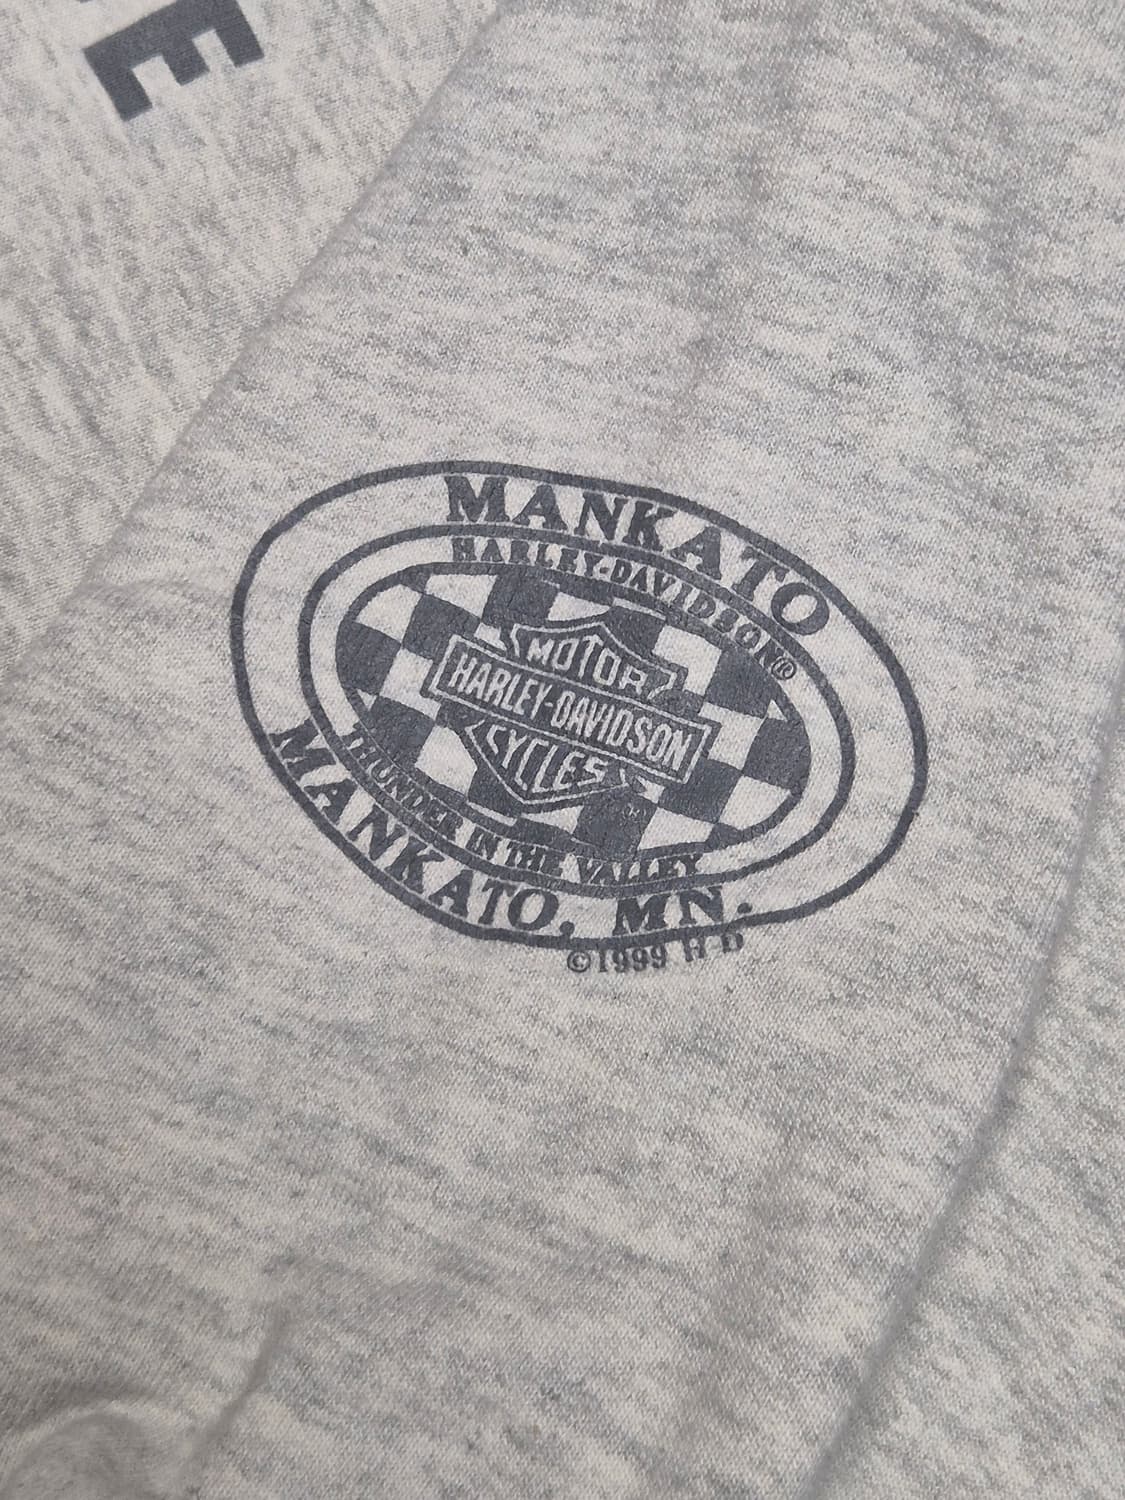 E
MANKATO
HARLEY-DAVIDSON®
MOTOR
HARLEY-DAVIDSON
CYCLES
THUNDER IN THE VALLEY
MANKATO, MN.
©1999 H-D